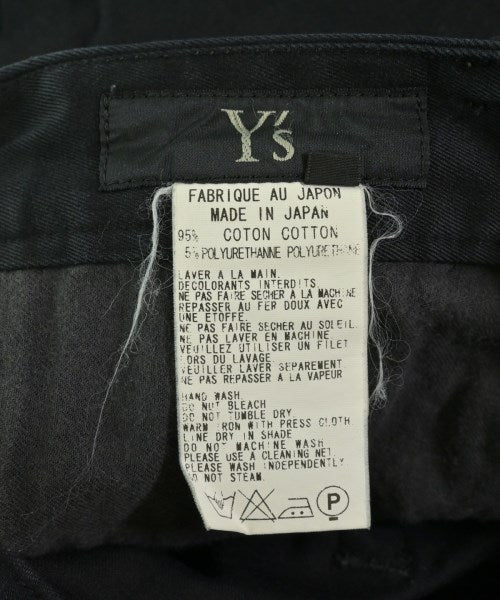 Y's
FABRIQUE AU JAPON
MADE IN JAPAN
95% COTON COTTON
5% POLYURETHANNE POLYURETHANE
LAVER A LA MAIN.
DECOLORANTS INTERDITS.
NE PAS FAIRE SECHER A LA MACHINE
REPASSER AU FER DOUX AVEC
UNE ETOFFE.
NE PAS FAIRE SECHER AU SOLEIL.
NE PAS LAVER EN MACHINE.
VEUILLEZ UTILISER UN FILET
LORS DU LAVAGE.
VEUILLER LAVER SEPAREMENT.
NE PAS REPASSER A LA VAPEUR
HAND WASH.
DO NOT BLEACH
DO NOT TUMBLE DRY.
WARM IRON WITH PRESS CLOTH
LINE DRY IN SHADE
DO NOT MACHINE WASH
PLEASE USE A CLEANING NET.
PLEASE WASH INDEPENDENTLY
DO NOT STEAM.
P